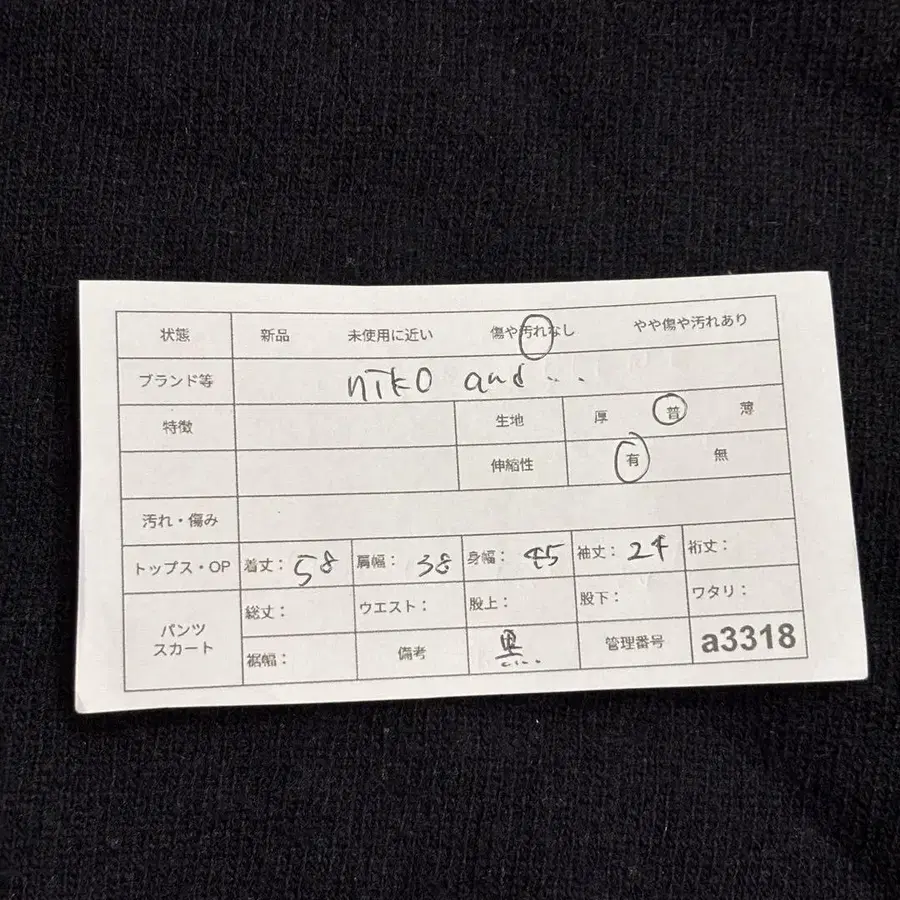 状態 新品 未使用に近い 傷や汚れなし やや傷や汚れあり
ブランド等 niko and...
特徴 生地 厚 普 薄
伸縮性 有 無
汚れ・傷み
トップス・OP 着丈: 58 肩幅: 38 身幅: 45 袖丈: 24 裄丈:
パンツ スカート 総丈: ウエスト: 股上: 股下: ワタリ:
裾幅: 備考 黒 管理番号 a3318